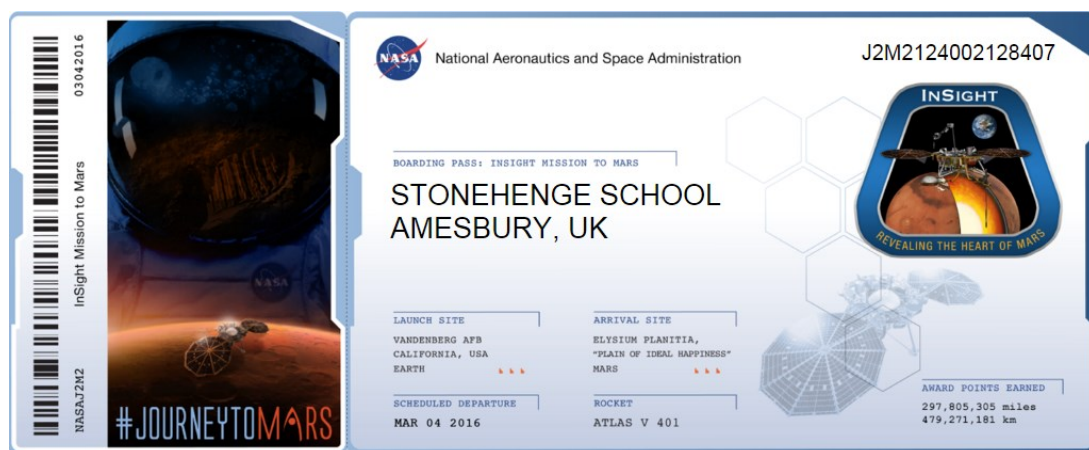 03042016
InSight Mission to Mars
NASAJ2M2
NASA
#JOURNEYTOMARS
NASA
National Aeronautics and Space Administration
J2M2124002128407
INSIGHT
REVEALING THE HEART OF MARS
BOARDING PASS: INSIGHT MISSION TO MARS
STONEHENGE SCHOOL
AMESBURY, UK
LAUNCH SITE
VANDENBERG AFB
CALIFORNIA, USA
EARTH
ARRIVAL SITE
ELYSIUM PLANITIA,
"PLAIN OF IDEAL HAPPINESS"
MARS
SCHEDULED DEPARTURE
MAR 04 2016
ROCKET
ATLAS V 401
AWARD POINTS EARNED
297,805,305 miles
479,271,181 km